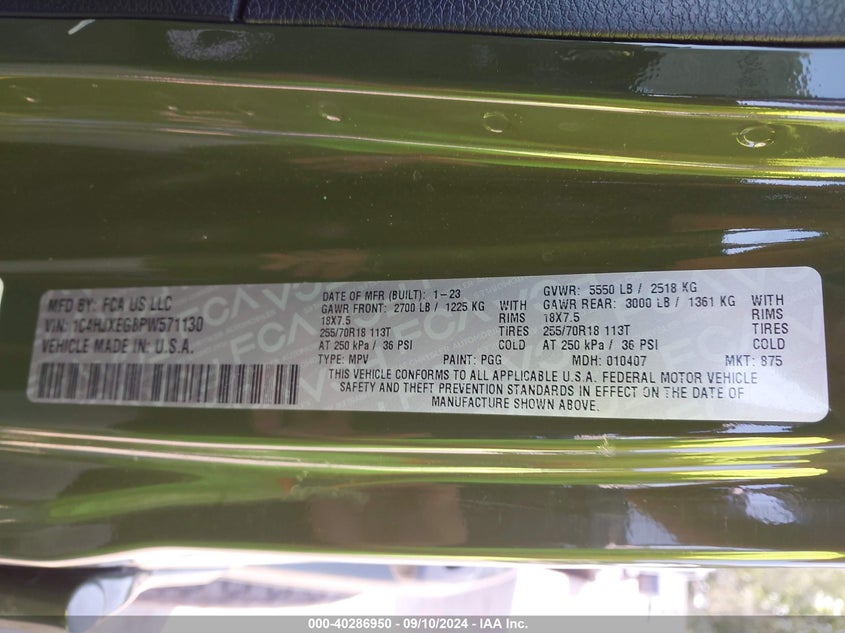 MFD BY: FCA US LLC
VIN: 1C4HJXEG8PW571130
VEHICLE MADE IN: U.S.A.
DATE OF MFR (BUILT): 1-23 GVWR: 5550 LB / 2518 KG
GAWR FRONT: 2700 LB / 1225 KG WITH GAWR REAR: 3000 LB / 1361 KG WITH
18X7.5 RIMS 18X7.5 RIMS
255/70R18 113T TIRES 255/70R18 113T TIRES
AT 250 kPa / 36 PSI COLD AT 250 kPa / 36 PSI COLD
TYPE: MPV PAINT: PGG MDH: 010407 MKT: 875
THIS VEHICLE CONFORMS TO ALL APPLICABLE U.S.A. FEDERAL MOTOR VEHICLE
SAFETY AND THEFT PREVENTION STANDARDS IN EFFECT ON THE DATE OF
MANUFACTURE SHOWN ABOVE.
000-40286950 - 09/10/2024 - IAA Inc.